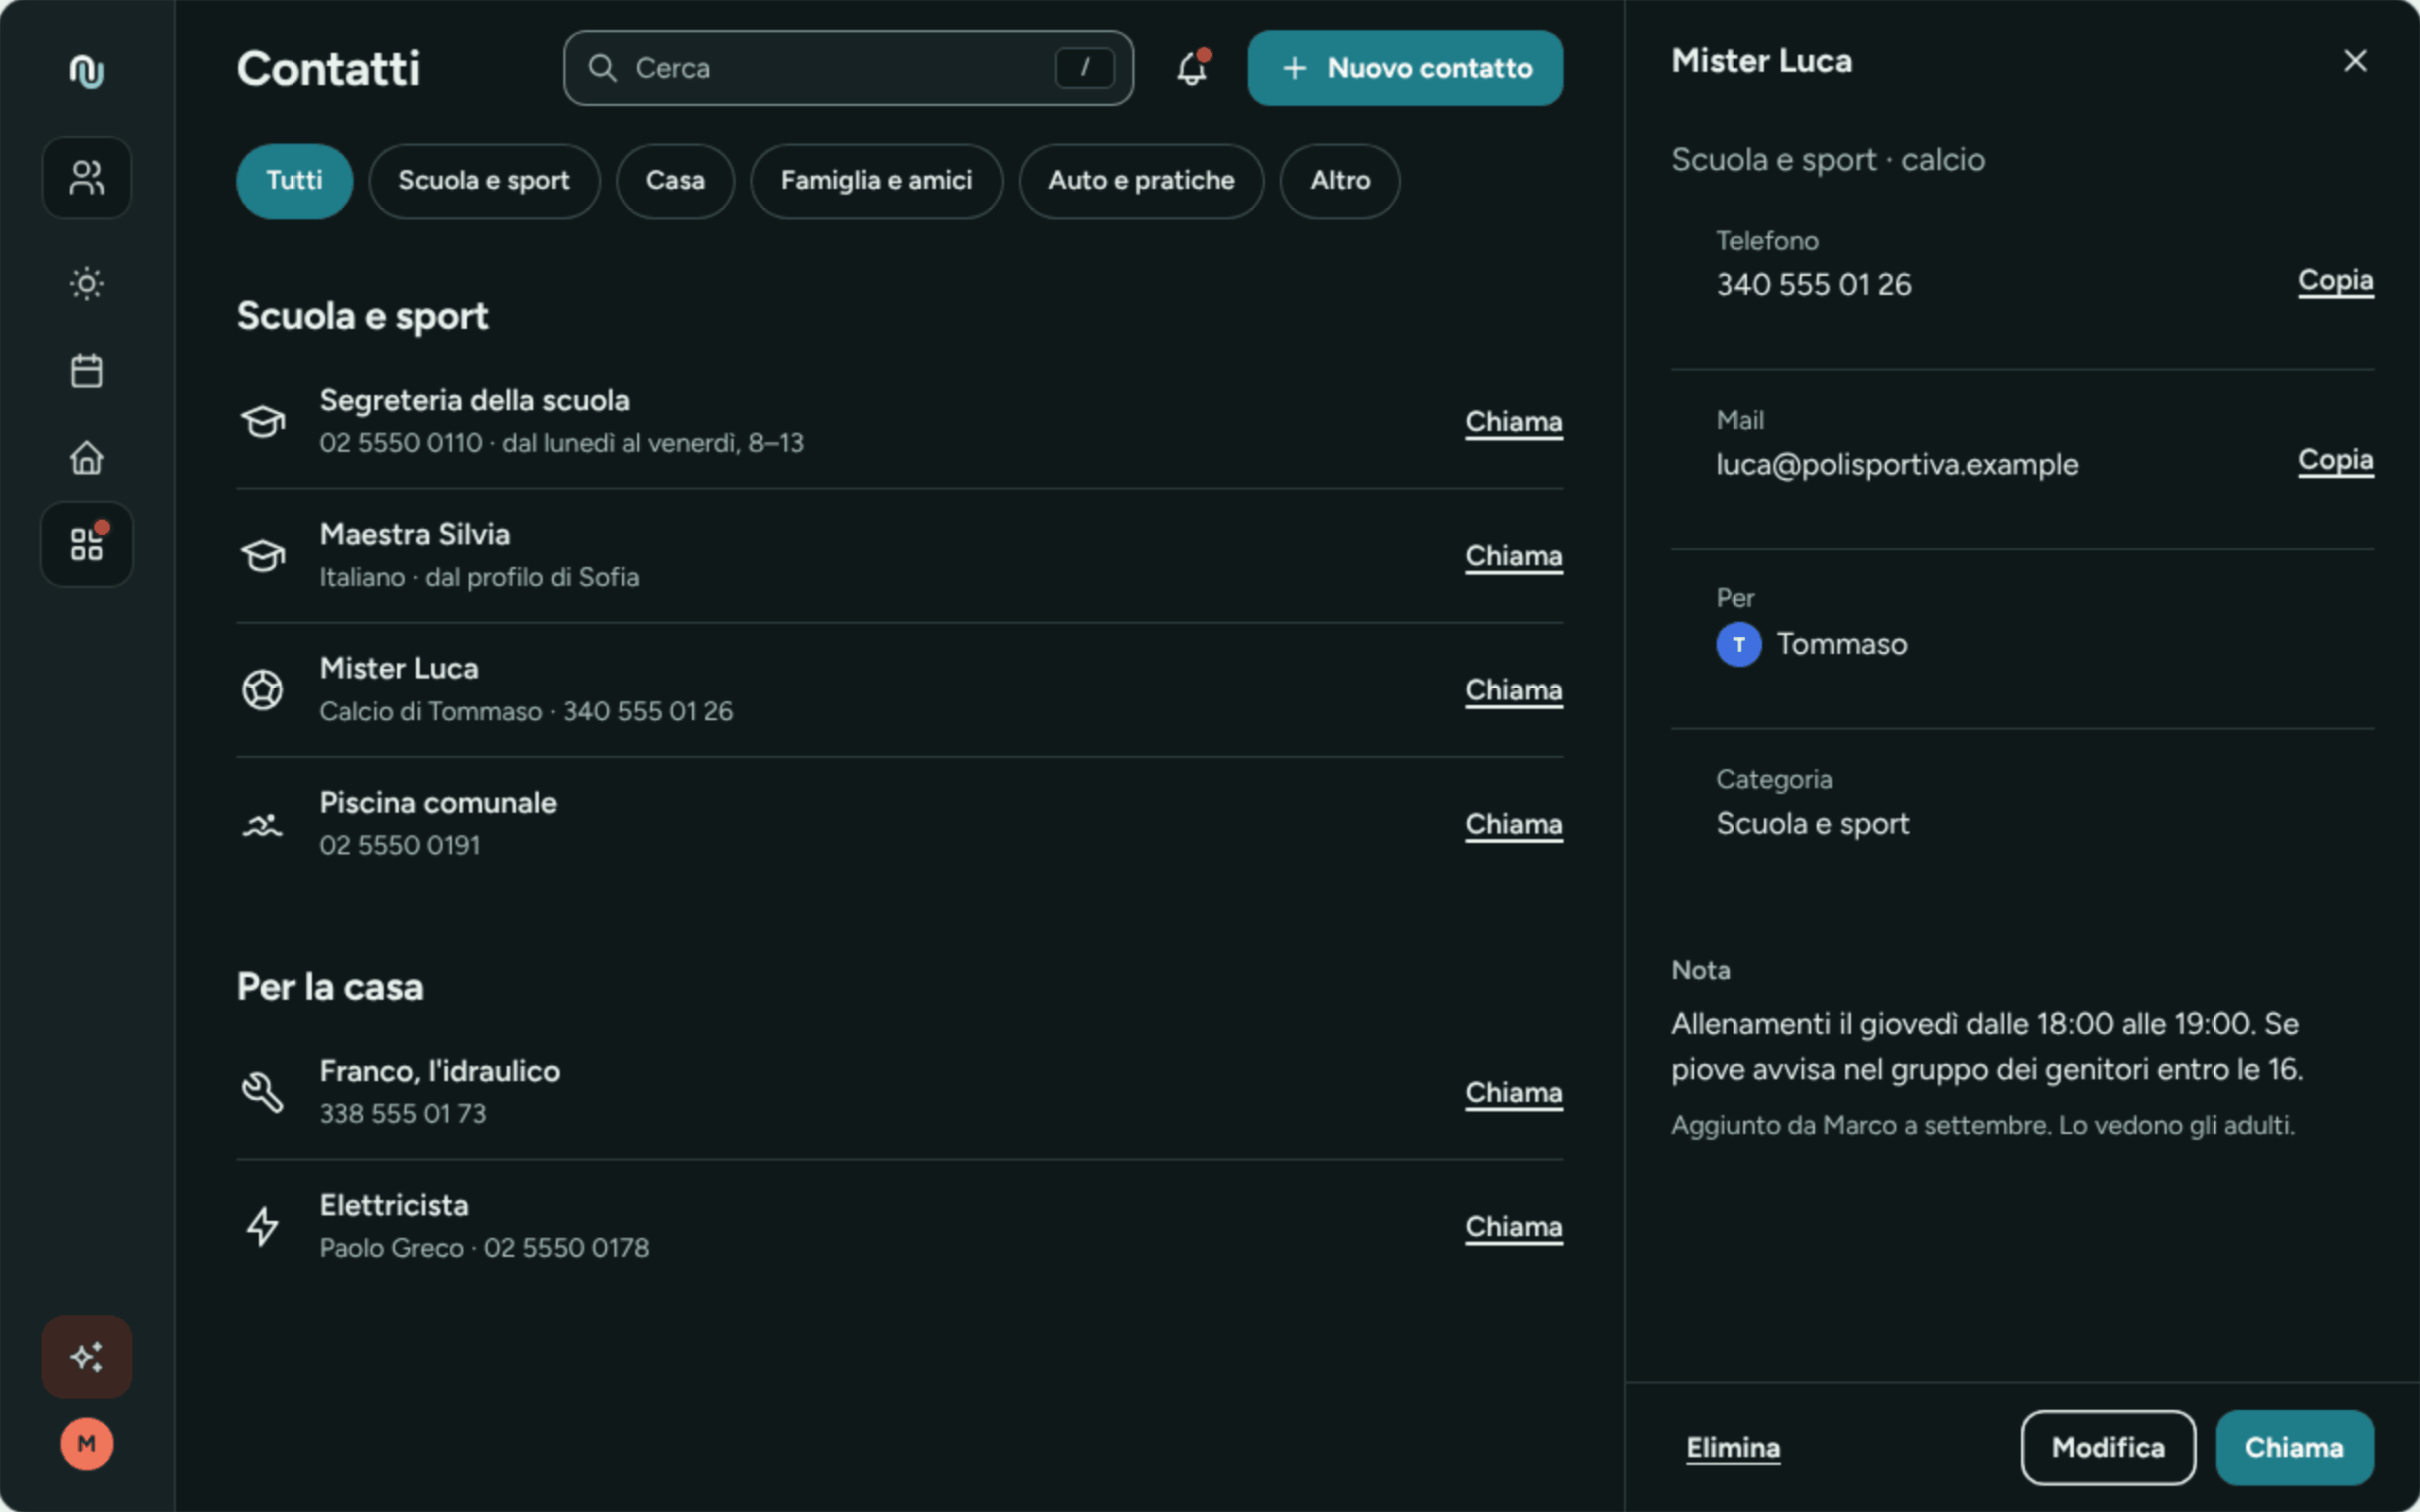 Contatti
Cerca
/
Nuovo contatto
Tutti
Scuola e sport
Casa
Famiglia e amici
Auto e pratiche
Altro
Scuola e sport
Segreteria della scuola
02 5550 0110 · dal lunedì al venerdì, 8–13
Chiama
Maestra Silvia
Italiano · dal profilo di Sofia
Chiama
Mister Luca
Calcio di Tommaso · 340 555 01 26
Chiama
Piscina comunale
02 5550 0191
Chiama
Per la casa
Franco, l'idraulico
338 555 01 73
Chiama
Elettricista
Paolo Greco · 02 5550 0178
Chiama
M
Mister Luca
Scuola e sport · calcio
Telefono
340 555 01 26
Copia
Mail
luca@polisportiva.example
Copia
Per
T
Tommaso
Categoria
Scuola e sport
Nota
Allenamenti il giovedì dalle 18:00 alle 19:00. Se
piove avvisa nel gruppo dei genitori entro le 16.
Aggiunto da Marco a settembre. Lo vedono gli adulti.
Elimina
Modifica
Chiama